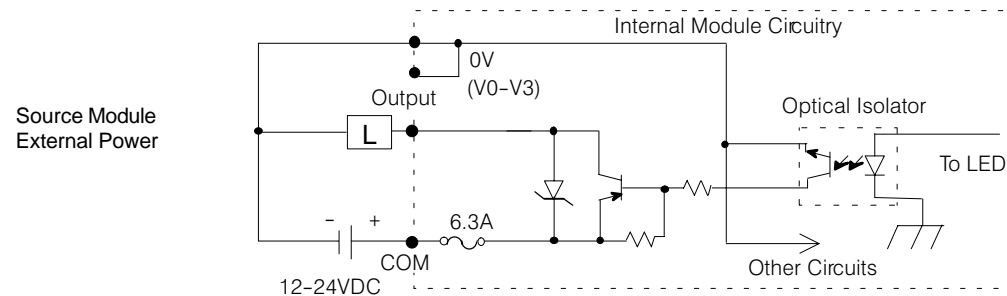 Internal Module Circuitry
0V
(V0-V3)
Output
Optical Isolator
Source Module
External Power
L
To LED
- +
6.3A
COM
Other Circuits
12-24VDC